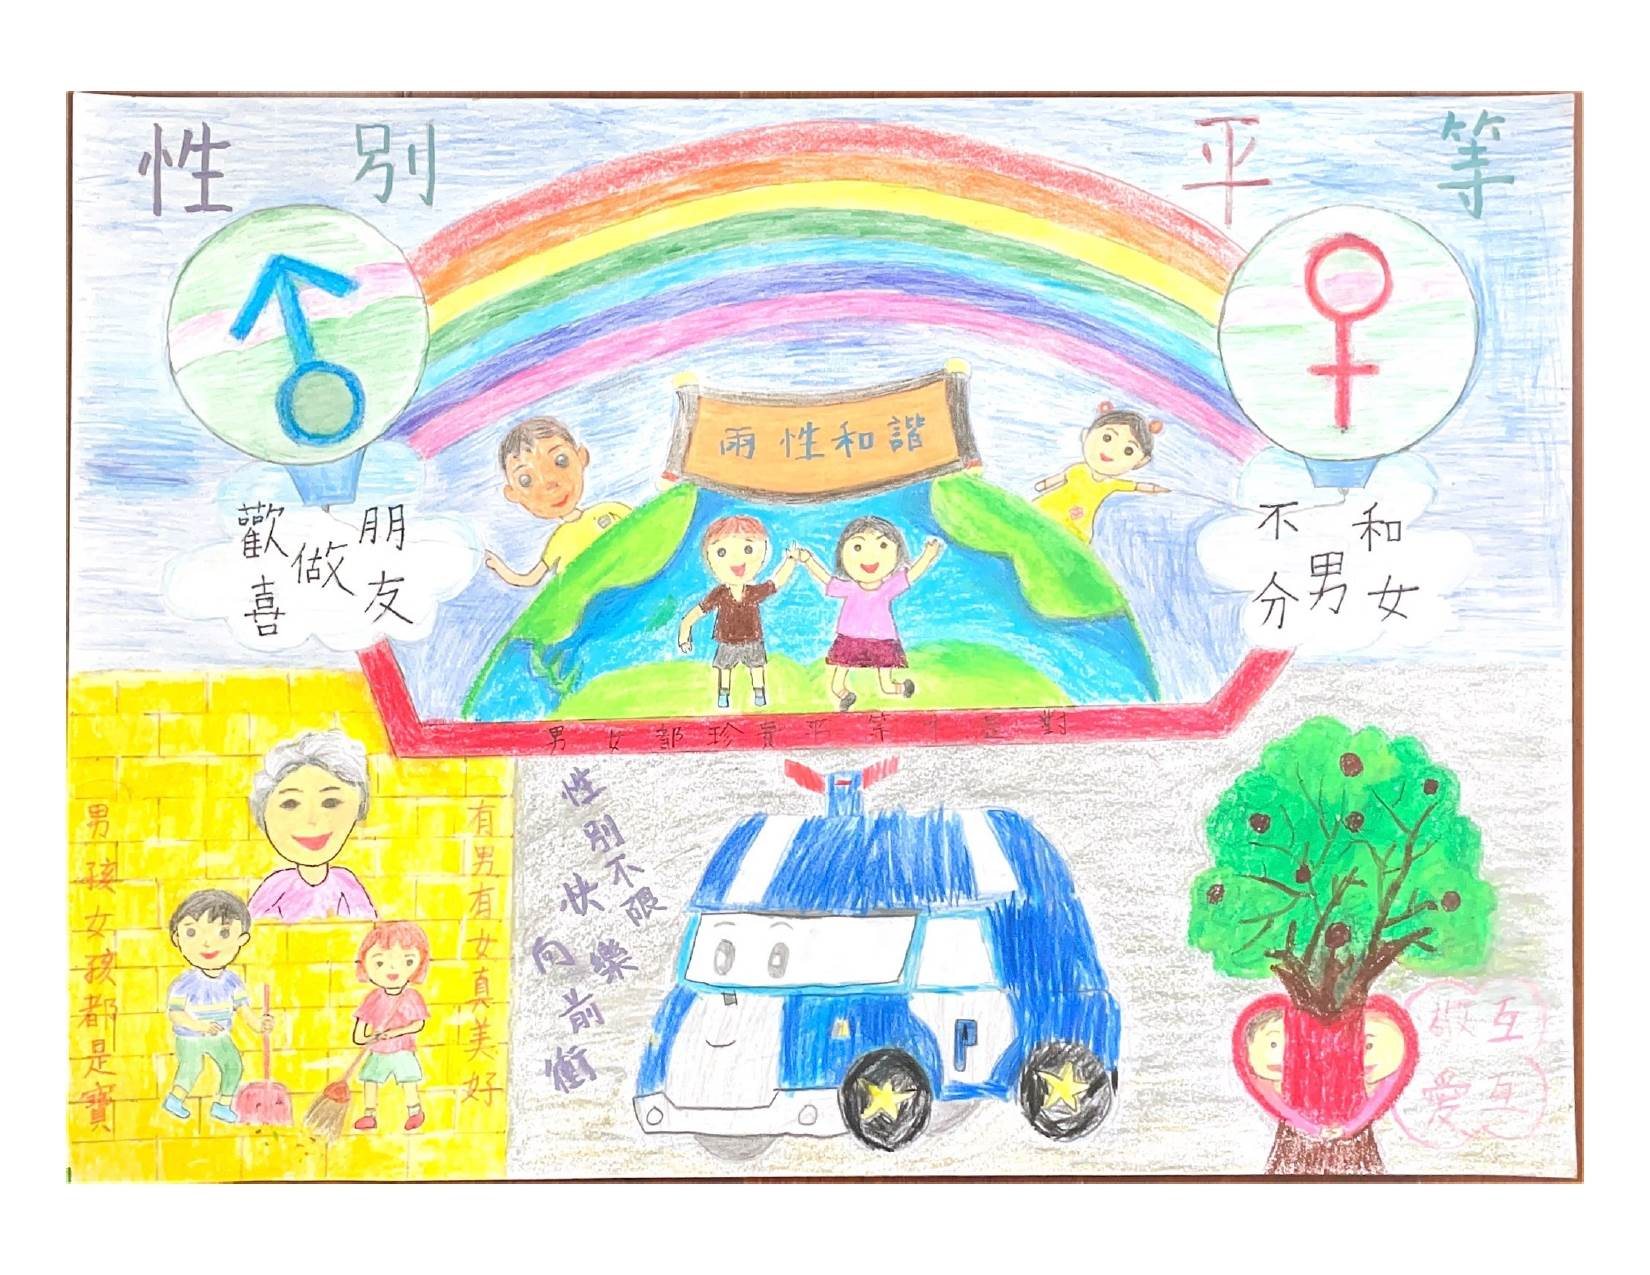 性別平等
兩性和諧
不分男和女
歡喜做朋友
男女都珍貴平等才是對
有男有女真美好
男孩女孩都是寶
性別不限
快樂向前衝
P
互敬
互愛